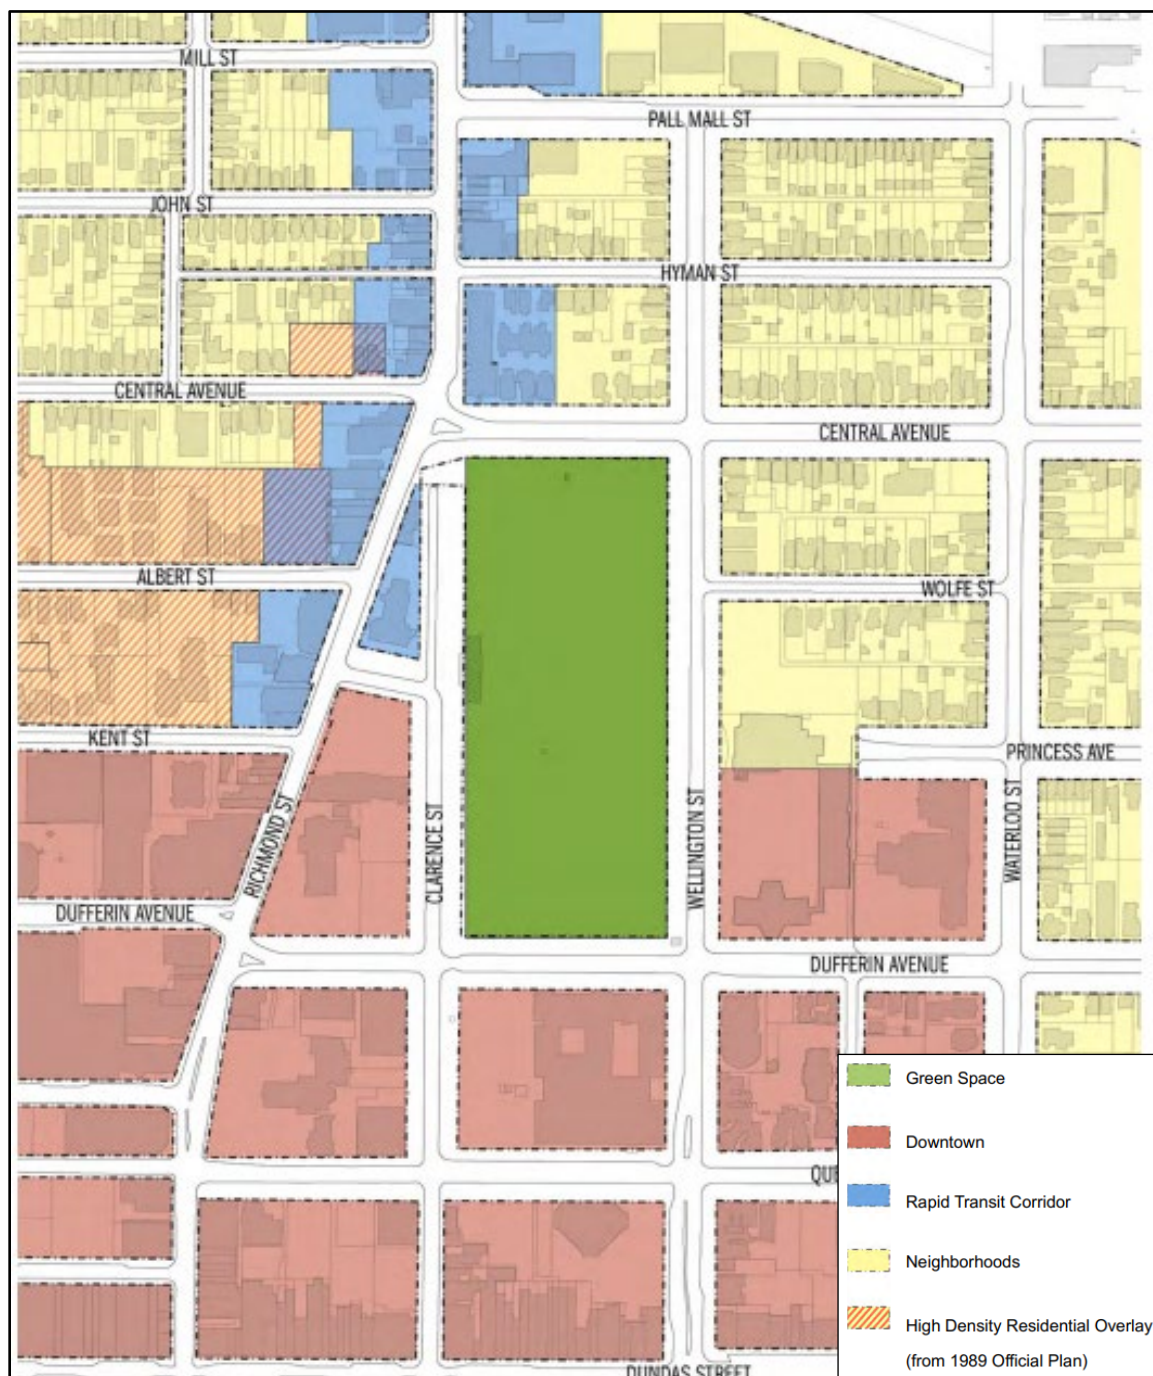 MILL ST
PALL MALL ST
JOHN ST
HYMAN ST
CENTRAL AVENUE
CENTRAL AVENUE
ALBERT ST
WOLFE ST
KENT ST
PRINCESS AVE
RICHMOND ST
CLARENCE ST
WELLINGTON ST
WATERLOO ST
DUFFERIN AVENUE
DUFFERIN AVENUE
Green Space
Downtown
Rapid Transit Corridor
Neighborhoods
High Density Residential Overlay
(from 1989 Official Plan)
DUNDAS STREET